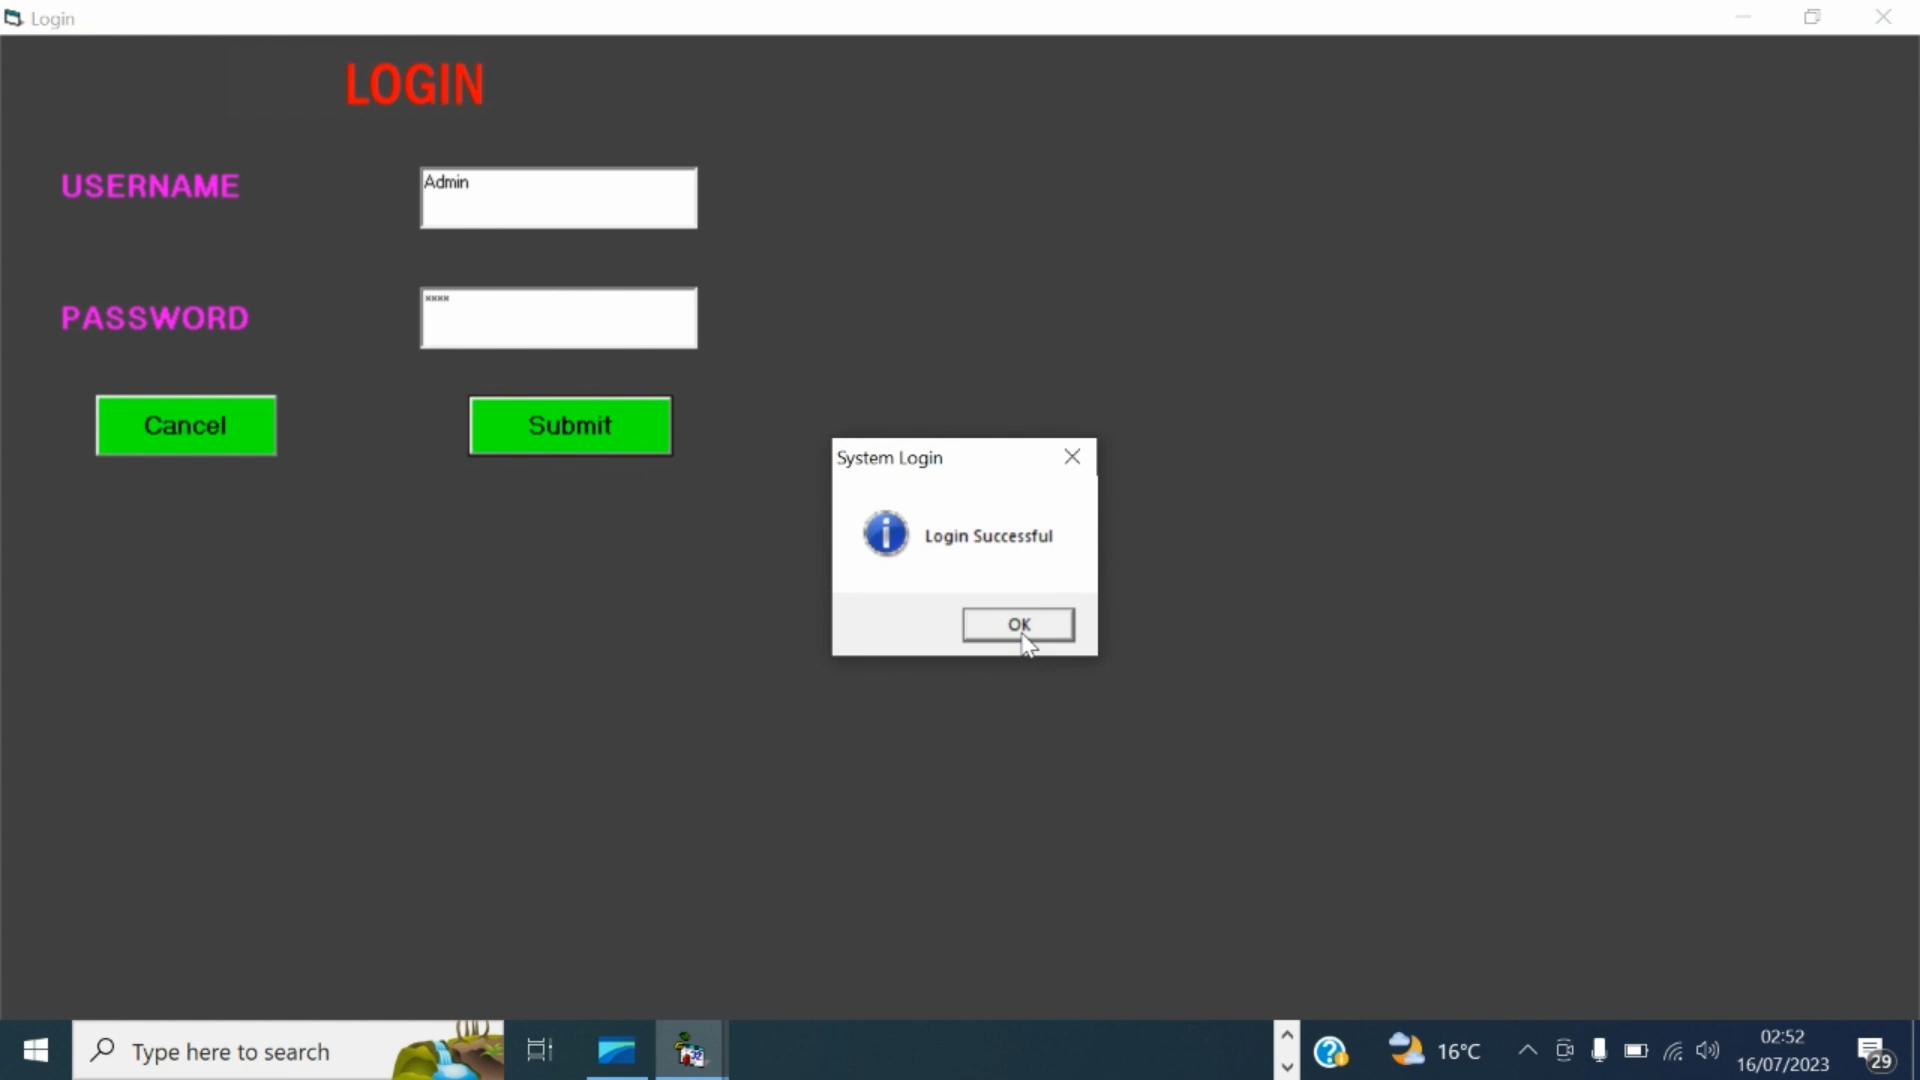 Login
LOGIN
USERNAME
Admin
PASSWORD
****
Cancel
Submit
System Login
Login Successful
OK
Type here to search
16°C
02:52
16/07/2023
29